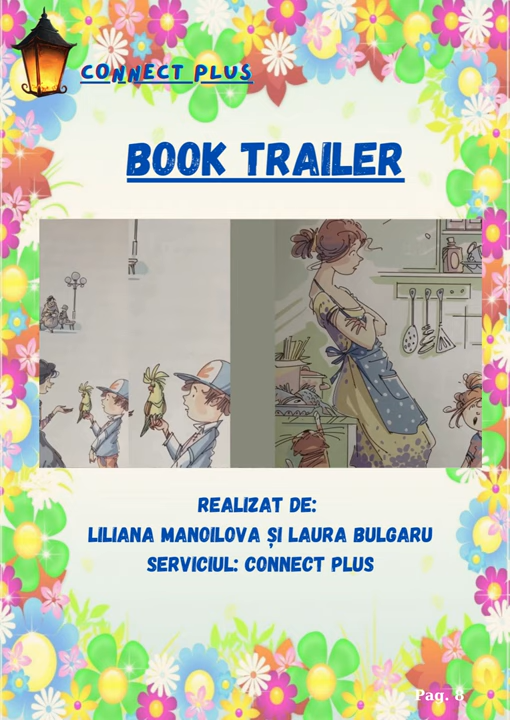 CONNECT PLUS
BOOK TRAILER
REALIZAT DE:
LILIANA MANOILOVA ȘI LAURA BULGARU
SERVICIUL: CONNECT PLUS
Pag. 8